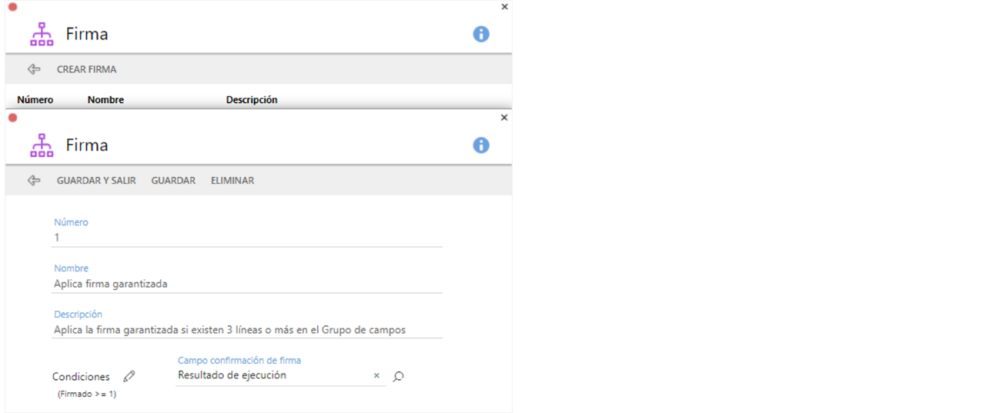 Firma
CREAR FIRMA
Número Nombre Descripción
Firma
GUARDAR Y SALIR GUARDAR ELIMINAR
Número
1
Nombre
Aplica firma garantizada
Descripción
Aplica la firma garantizada si existen 3 líneas o más en el Grupo de campos
Campo confirmación de firma
Condiciones Resultado de ejecución
(Firmado >= 1)